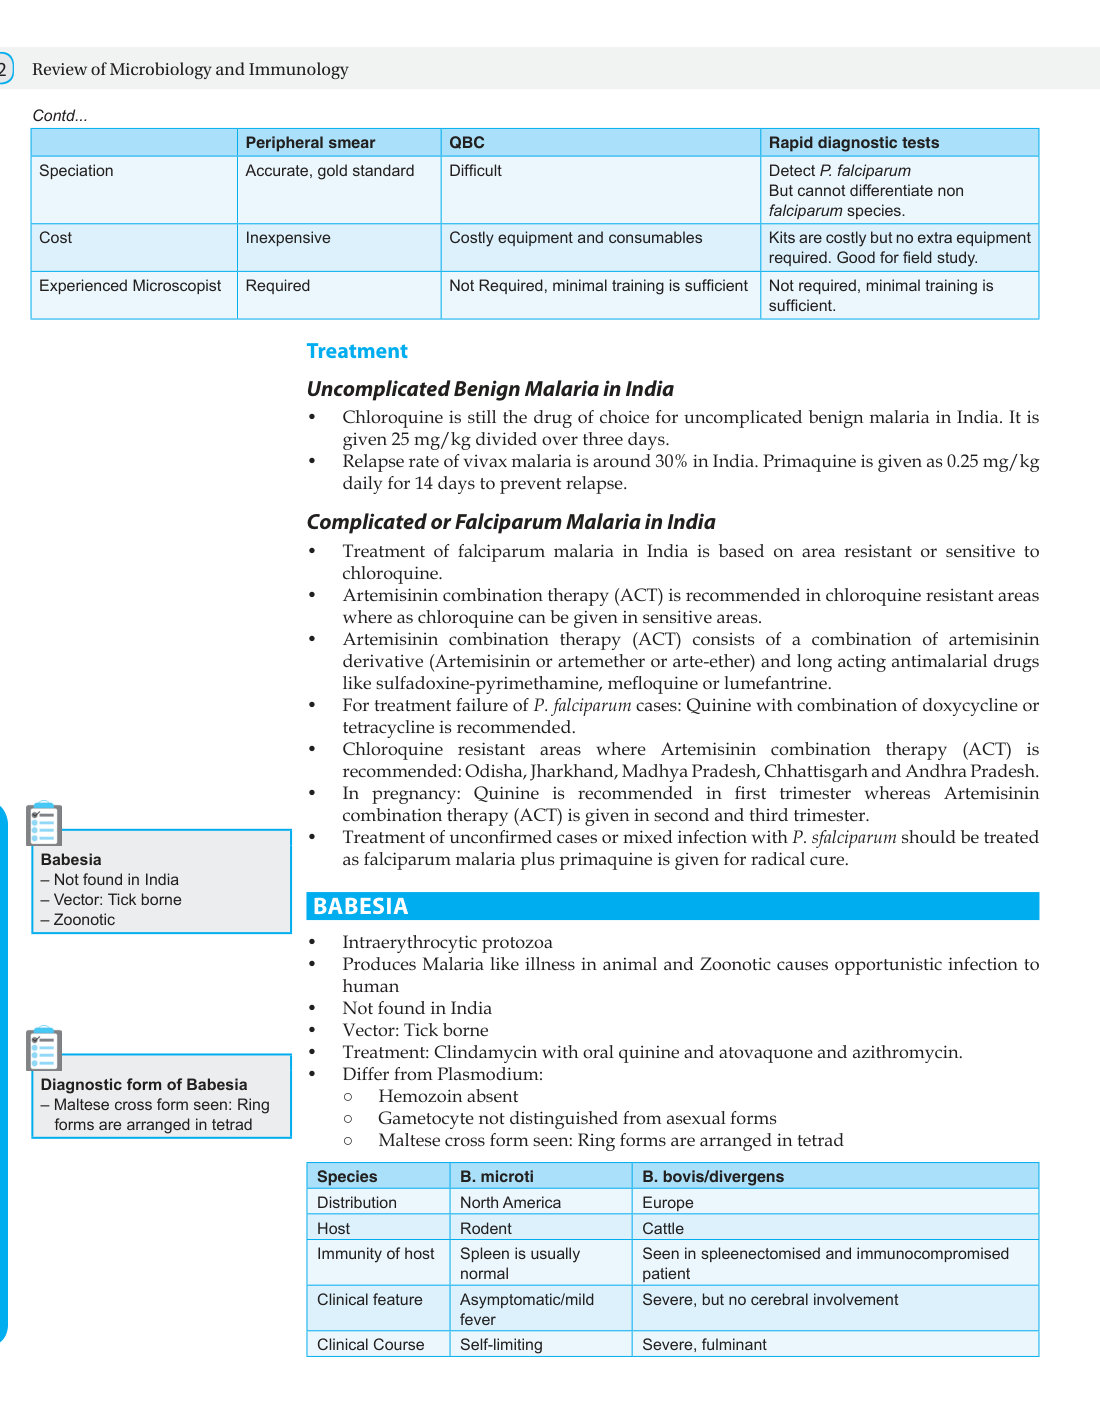 2 Review of Microbiology and Immunology
Contd...
Peripheral smear QBC Rapid diagnostic tests
Speciation Accurate, gold standard Difficult Detect P. falciparum
But cannot differentiate non
falciparum species.
Cost Inexpensive Costly equipment and consumables Kits are costly but no extra equipment
required. Good for field study.
Experienced Microscopist Required Not Required, minimal training is sufficient Not required, minimal training is
sufficient.
Treatment
Uncomplicated Benign Malaria in India
• Chloroquine is still the drug of choice for uncomplicated benign malaria in India. It is
given 25 mg/kg divided over three days.
• Relapse rate of vivax malaria is around 30% in India. Primaquine is given as 0.25 mg/kg
daily for 14 days to prevent relapse.
Complicated or Falciparum Malaria in India
• Treatment of falciparum malaria in India is based on area resistant or sensitive to
chloroquine.
• Artemisinin combination therapy (ACT) is recommended in chloroquine resistant areas
where as chloroquine can be given in sensitive areas.
• Artemisinin combination therapy (ACT) consists of a combination of artemisinin
derivative (Artemisinin or artemether or arte-ether) and long acting antimalarial drugs
like sulfadoxine-pyrimethamine, mefloquine or lumefantrine.
• For treatment failure of P. falciparum cases: Quinine with combination of doxycycline or
tetracycline is recommended.
• Chloroquine resistant areas where Artemisinin combination therapy (ACT) is
recommended: Odisha, Jharkhand, Madhya Pradesh, Chhattisgarh and Andhra Pradesh.
• In pregnancy: Quinine is recommended in first trimester whereas Artemisinin
combination therapy (ACT) is given in second and third trimester.
• Treatment of unconfirmed cases or mixed infection with P. sfalciparum should be treated
as falciparum malaria plus primaquine is given for radical cure.
Babesia
– Not found in India
– Vector: Tick borne
– Zoonotic
BABESIA
• Intraerythrocytic protozoa
• Produces Malaria like illness in animal and Zoonotic causes opportunistic infection to
human
• Not found in India
• Vector: Tick borne
• Treatment: Clindamycin with oral quinine and atovaquone and azithromycin.
• Differ from Plasmodium:
○ Hemozoin absent
○ Gametocyte not distinguished from asexual forms
○ Maltese cross form seen: Ring forms are arranged in tetrad
Diagnostic form of Babesia
– Maltese cross form seen: Ring
forms are arranged in tetrad
Species B. microti B. bovis/divergens
Distribution North America Europe
Host Rodent Cattle
Immunity of host Spleen is usually Seen in spleenectomised and immunocompromised
normal patient
Clinical feature Asymptomatic/mild Severe, but no cerebral involvement
fever
Clinical Course Self-limiting Severe, fulminant